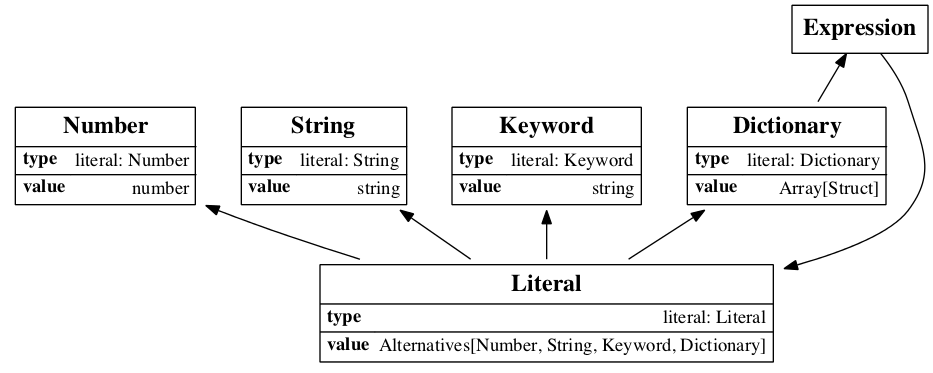 Expression
Number
type literal: Number
value number
String
type literal: String
value string
Keyword
type literal: Keyword
value string
Dictionary
type literal: Dictionary
value Array[Struct]
Literal
type literal: Literal
value Alternatives[Number, String, Keyword, Dictionary]